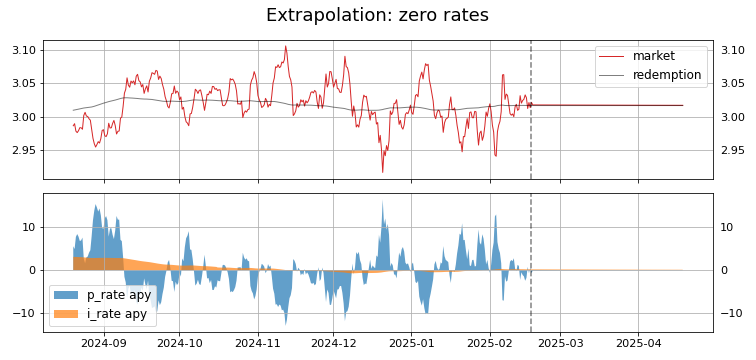 Extrapolation: zero rates
3.10 3.10
3.05 3.05
3.00 3.00
2.95 2.95
market
redemption
10 10
0 0
−10 −10
p_rate apy
i_rate apy
2024-09 2024-10 2024-11 2024-12 2025-01 2025-02 2025-03 2025-04